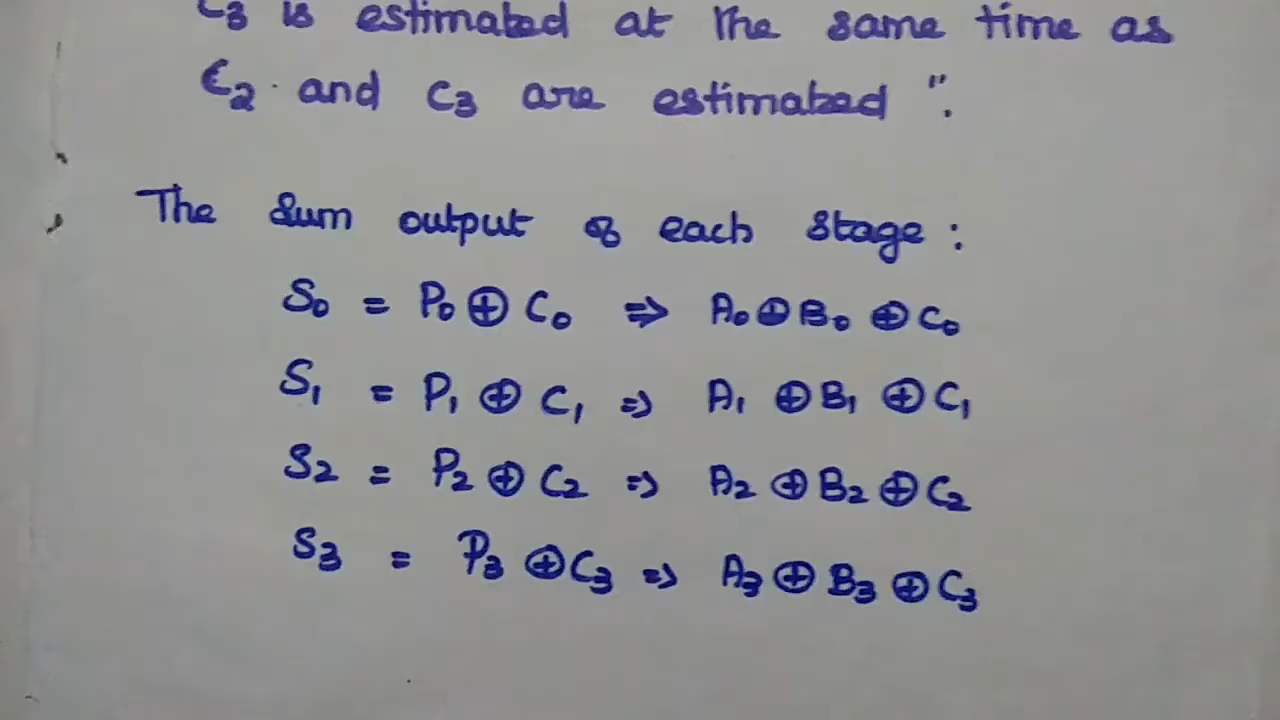 C3 is estimated at the same time as
C2 and C3 are estimated ".
The Sum output of each stage :
S0 = P0 ⊕ C0 ⇒ A0 ⊕ B0 ⊕ C0
S1 = P1 ⊕ C1 ⇒ A1 ⊕ B1 ⊕ C1
S2 = P2 ⊕ C2 ⇒ A2 ⊕ B2 ⊕ C2
S3 = P3 ⊕ C3 ⇒ A3 ⊕ B3 ⊕ C3